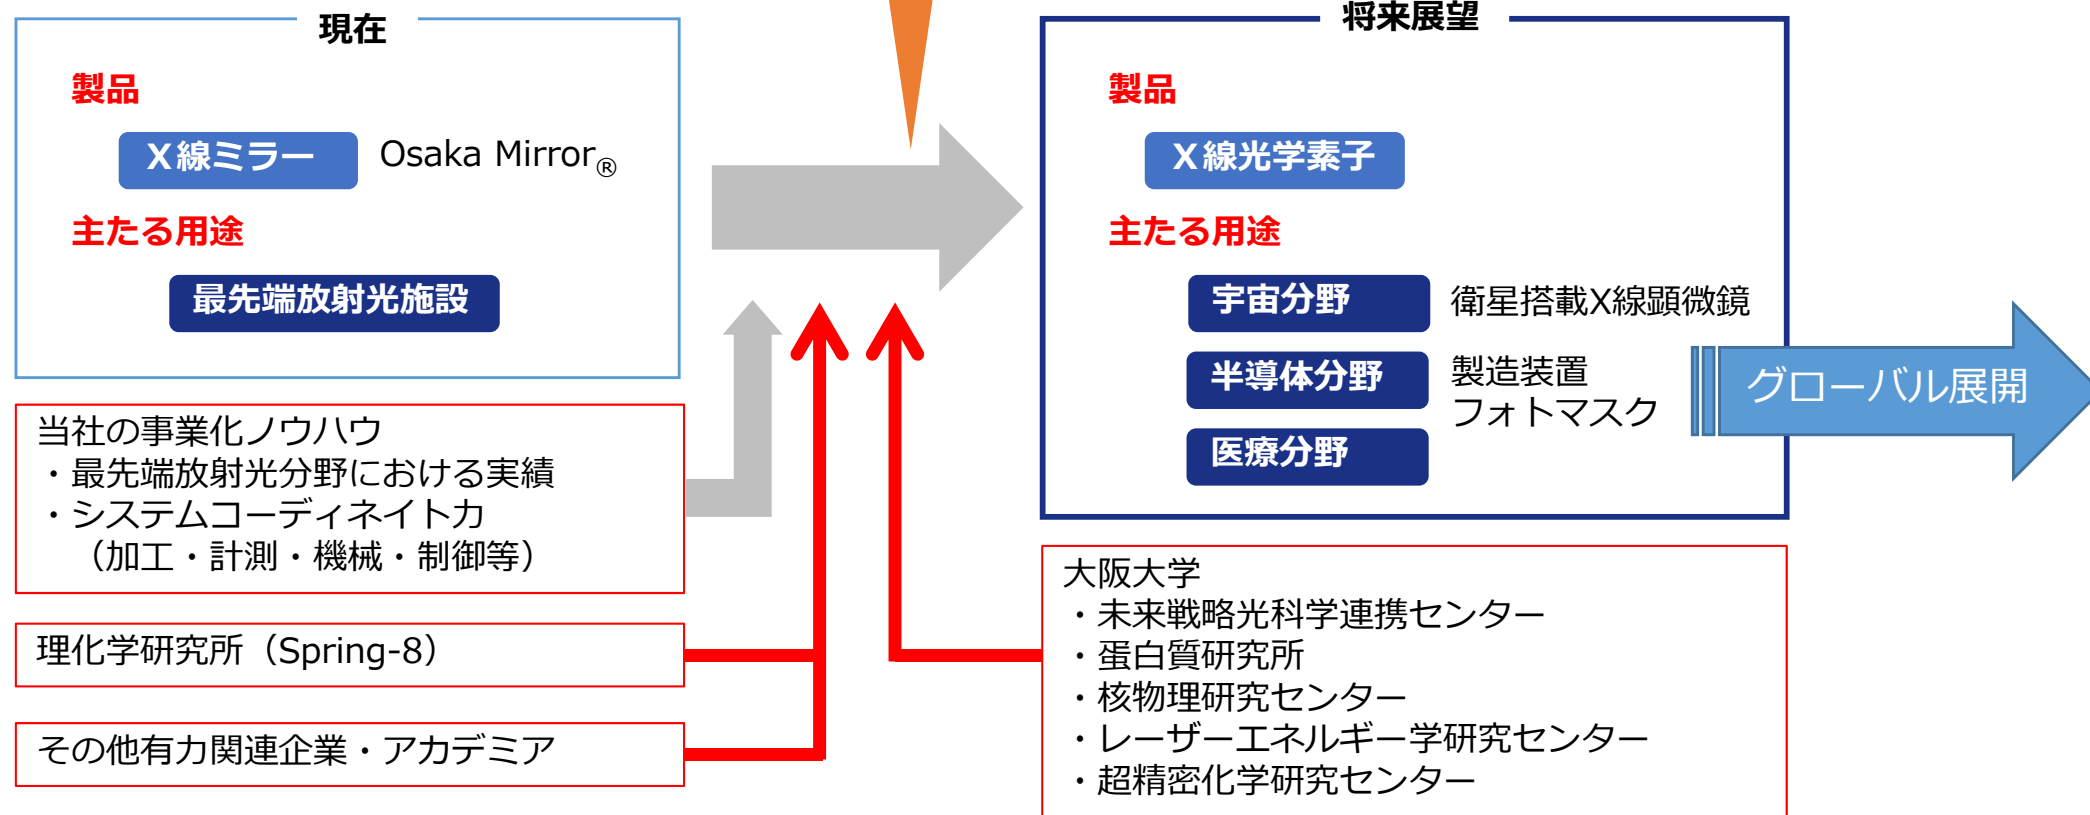 現在
製品
X線ミラー Osaka Mirror®
主たる用途
最先端放射光施設
当社の事業化ノウハウ
・最先端放射光分野における実績
・システムコーディネイト力
（加工・計測・機械・制御等）
理化学研究所（Spring-8）
その他有力関連企業・アカデミア
将来展望
製品
X線光学素子
主たる用途
宇宙分野 衛星搭載X線顕微鏡
半導体分野 製造装置
フォトマスク
医療分野
グローバル展開
大阪大学
・未来戦略光科学連携センター
・蛋白質研究所
・核物理研究センター
・レーザーエネルギー学研究センター
・超精密化学研究センター